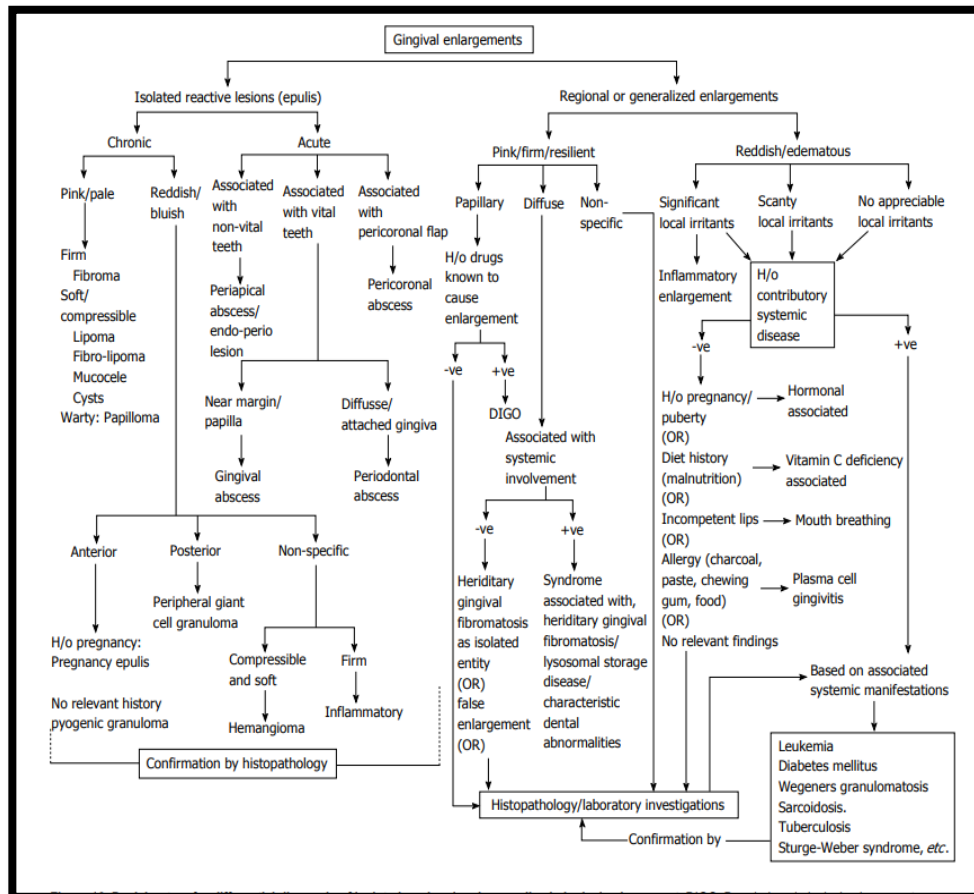 Gingival enlargements
Isolated reactive lesions (epulis)
Regional or generalized enlargements
Chronic
Acute
Pink/firm/resilient
Reddish/edematous
Pink/pale
Reddish/
bluish
Associated
with
non-vital
teeth
Associated
with vital
teeth
Associated
with
pericoronal flap
Papillary
Diffuse
Non-
specific
Significant
local irritants
Scanty
local irritants
No appreciable
local irritants
Firm
Fibroma
Soft/
compressible
Lipoma
Fibro-lipoma
Mucocele
Cysts
Warty: Papilloma
Periapical
abscess/
endo-perio
lesion
Pericoronal
abscess
H/o drugs
known to
cause
enlargement
Inflammatory
enlargement
H/o
contributory
systemic
disease
-ve
+ve
-ve
+ve
DIGO
Near margin/
papilla
Diffusse/
attached gingiva
Gingival
abscess
Periodontal
abscess
Associated with
systemic
involvement
H/o pregnancy/
puberty
(OR)
Diet history
(malnutrition)
(OR)
Incompetent lips
(OR)
Allergy (charcoal,
paste, chewing
gum, food)
(OR)
No relevant findings
Hormonal
associated
Vitamin C deficiency
associated
Mouth breathing
Plasma cell
gingivitis
Anterior
Posterior
Non-specific
-ve
+ve
H/o pregnancy:
Pregnancy epulis
No relevant history
pyogenic granuloma
Peripheral giant
cell granuloma
Compressible
and soft
Firm
Hemangioma
Inflammatory
Heriditary
gingival
fibromatosis
as isolated
entity
(OR)
false
enlargement
(OR)
Syndrome
associated with,
heriditary gingival
fibromatosis/
lysosomal storage
disease/
characteristic
dental
abnormalities
Based on associated
systemic manifestations
Confirmation by histopathology
Histopathology/laboratory investigations
Confirmation by
Leukemia
Diabetes mellitus
Wegeners granulomatosis
Sarcoidosis.
Tuberculosis
Sturge-Weber syndrome, etc.